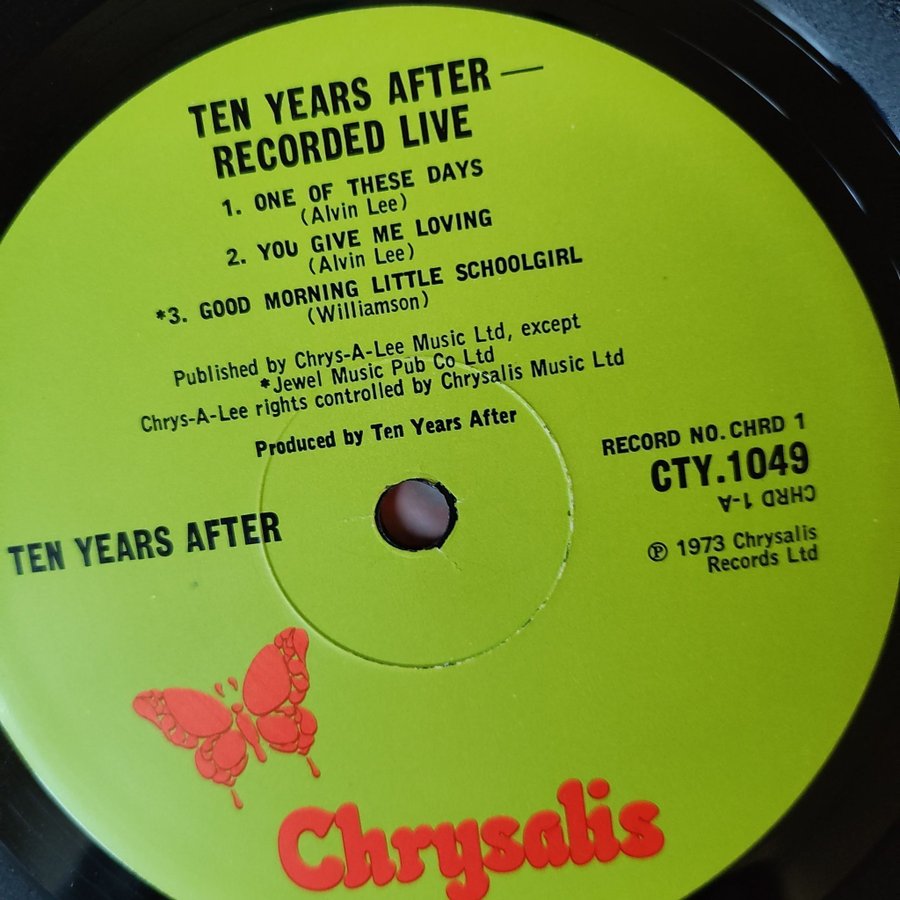 TEN YEARS AFTER—
RECORDED LIVE
1. ONE OF THESE DAYS
(Alvin Lee)
2. YOU GIVE ME LOVING
(Alvin Lee)
*3. GOOD MORNING LITTLE SCHOOLGIRL
(Williamson)
Published by Chrys-A-Lee Music Ltd, except
*Jewel Music Pub Co Ltd
Chrys-A-Lee rights controlled by Chrysalis Music Ltd
Produced by Ten Years After
RECORD NO. CHRD 1
CTY.1049
CHRD 1-A
℗ 1973 Chrysalis
Records Ltd
TEN YEARS AFTER
Chrysalis